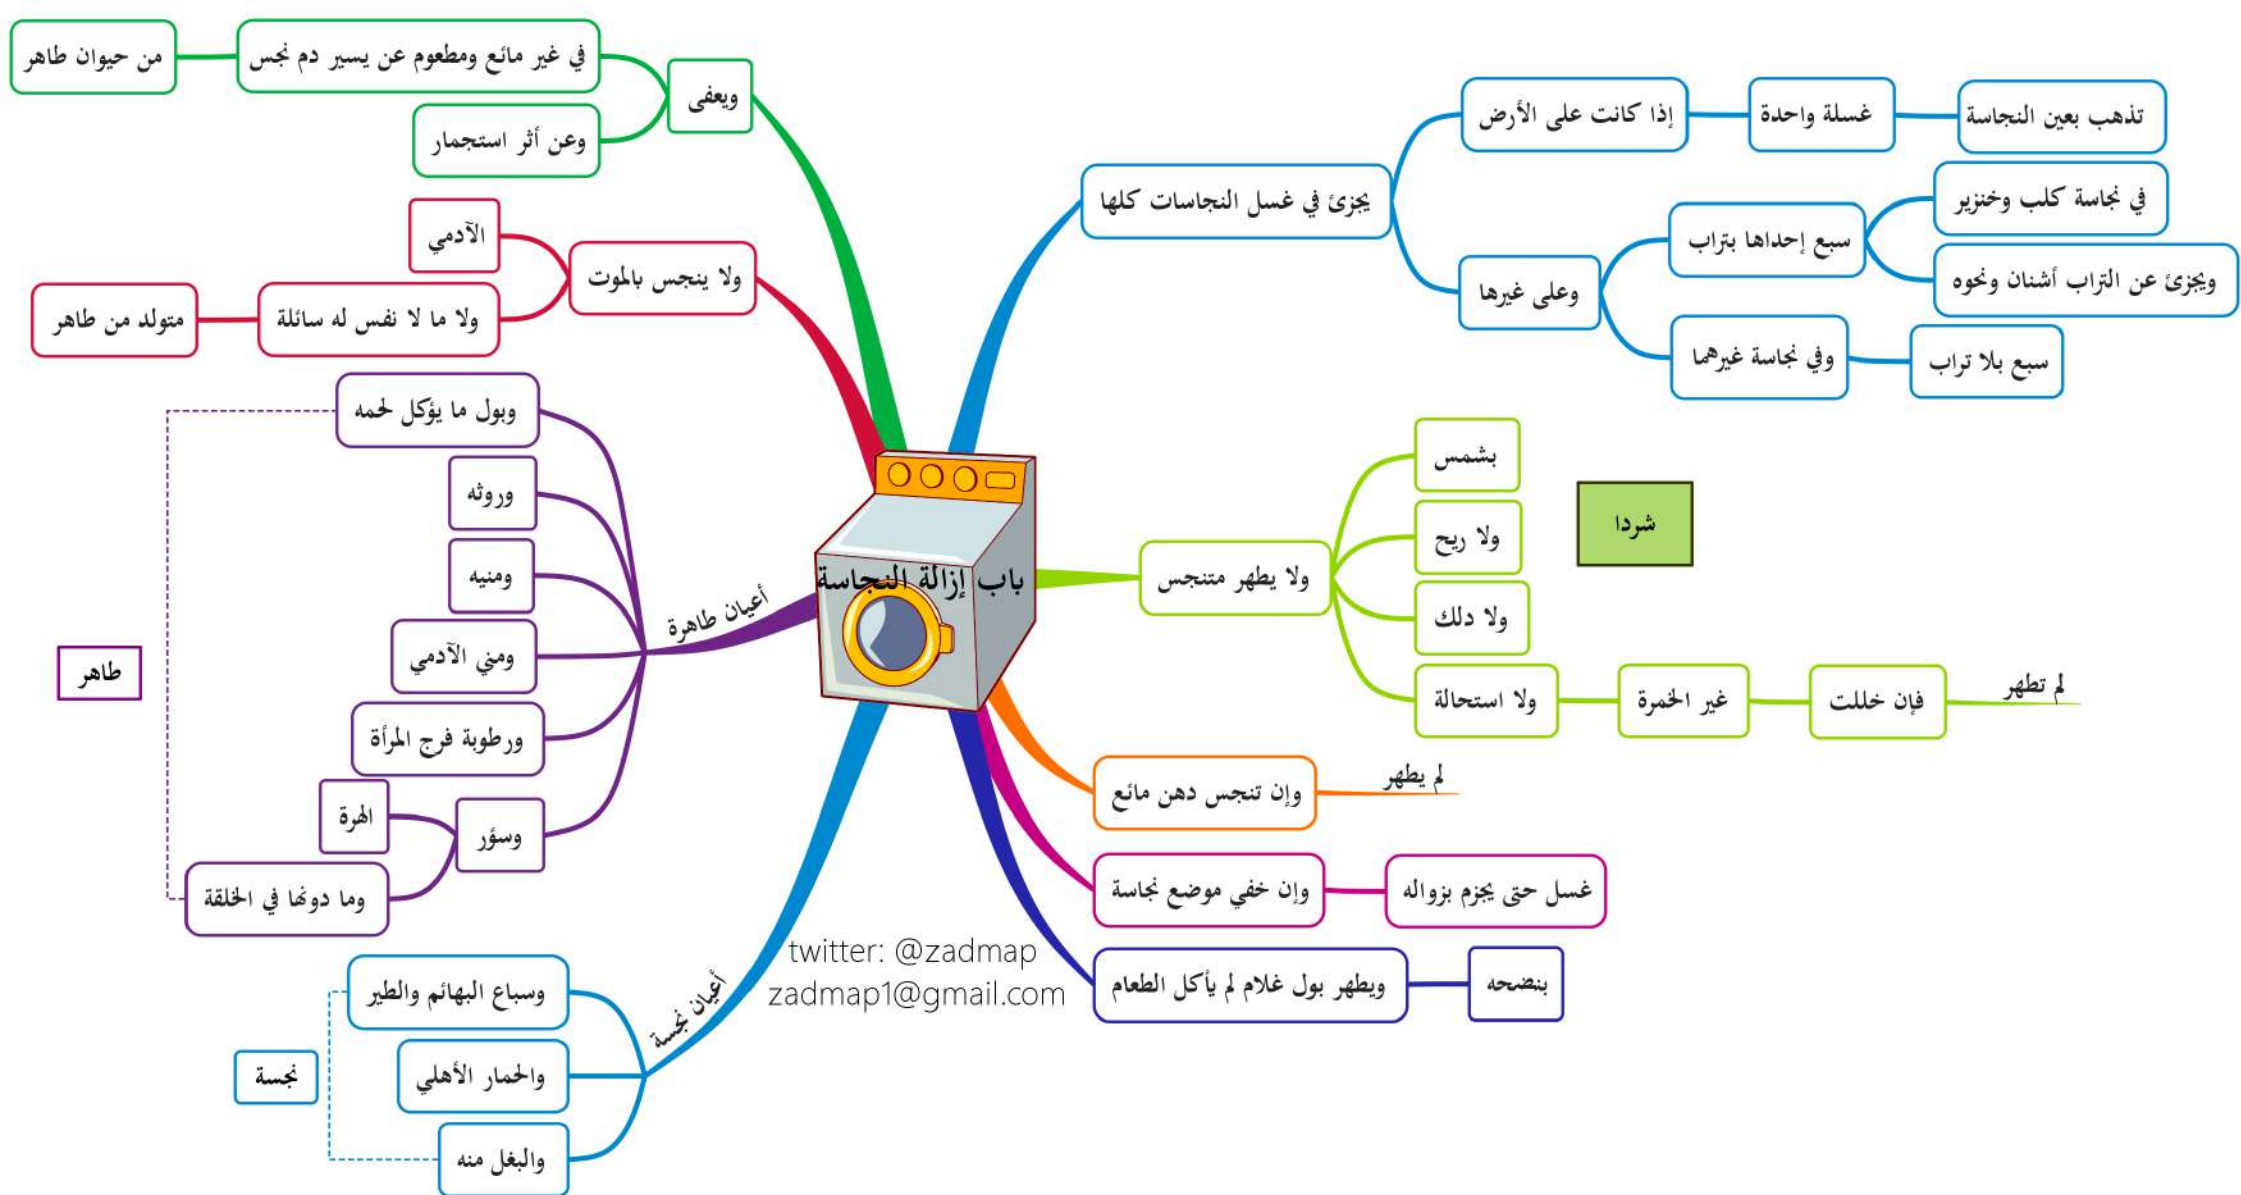 باب إزالة النجاسة
يجزئ في غسل النجاسات كلها
إذا كانت على الأرض
غسلة واحدة
تذهب بعين النجاسة
وعلى غيرها
سبع إحداها بتراب
في نجاسة كلب وخنزير
ويجزئ عن التراب أشنان ونحوه
وفي نجاسة غيرهما
سبع بلا تراب
ولا يطهر متنجس
بشمس
ولا ريح
ولا دلك
ولا استحالة
غير الخمرة
فإن خللت
لم تطهر
شردا
وإن تنجس دهن مائع
لم يطهر
وإن خفي موضع نجاسة
غسل حتى يجزم بزواله
ويطهر بول غلام لم يأكل الطعام
بنضحه
ويعفى
في غير مائع ومطعوم عن يسير دم نجس
من حيوان طاهر
وعن أثر استجمار
ولا ينجس بالموت
الآدمي
ولا ما لا نفس له سائلة
متولد من طاهر
أعيان طاهرة
وبول ما يؤكل لحمه
وروثه
ومنيه
ومني الآدمي
ورطوبة فرج المرأة
وسؤر
الهرة
وما دونها في الخلقة
طاهر
أعيان نجسة
وسباع البهائم والطير
والحمار الأهلي
والبغل منه
نجسة
twitter: @zadmap
zadmap1@gmail.com